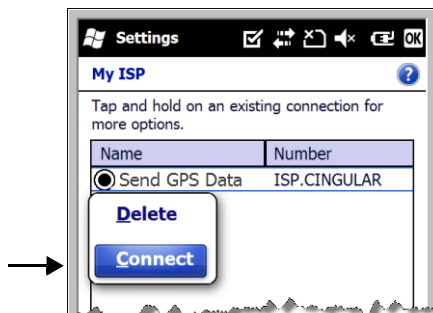 Settings
OK
My ISP
?
Tap and hold on an existing connection for
more options.
Name Number
Send GPS Data ISP.CINGULAR
Delete
Connect